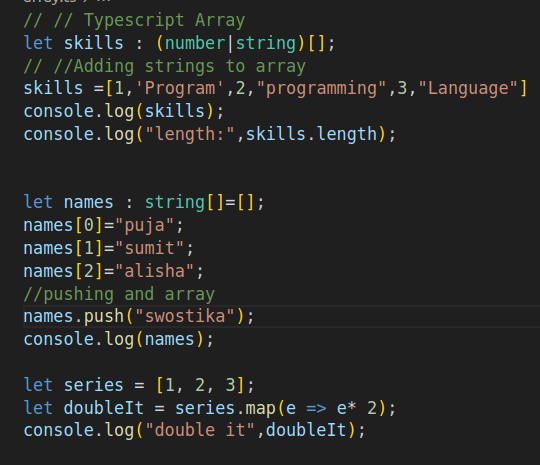 // // Typescript Array
let skills : (number|string)[];
// //Adding strings to array
skills =[1,'Program',2,"programming",3,"Language"]
console.log(skills);
console.log("length:",skills.length);
let names : string[]=[];
names[0]="puja";
names[1]="sumit";
names[2]="alisha";
//pushing and array
names.push("swostika");
console.log(names);
let series = [1, 2, 3];
let doubleIt = series.map(e => e* 2);
console.log("double it",doubleIt);